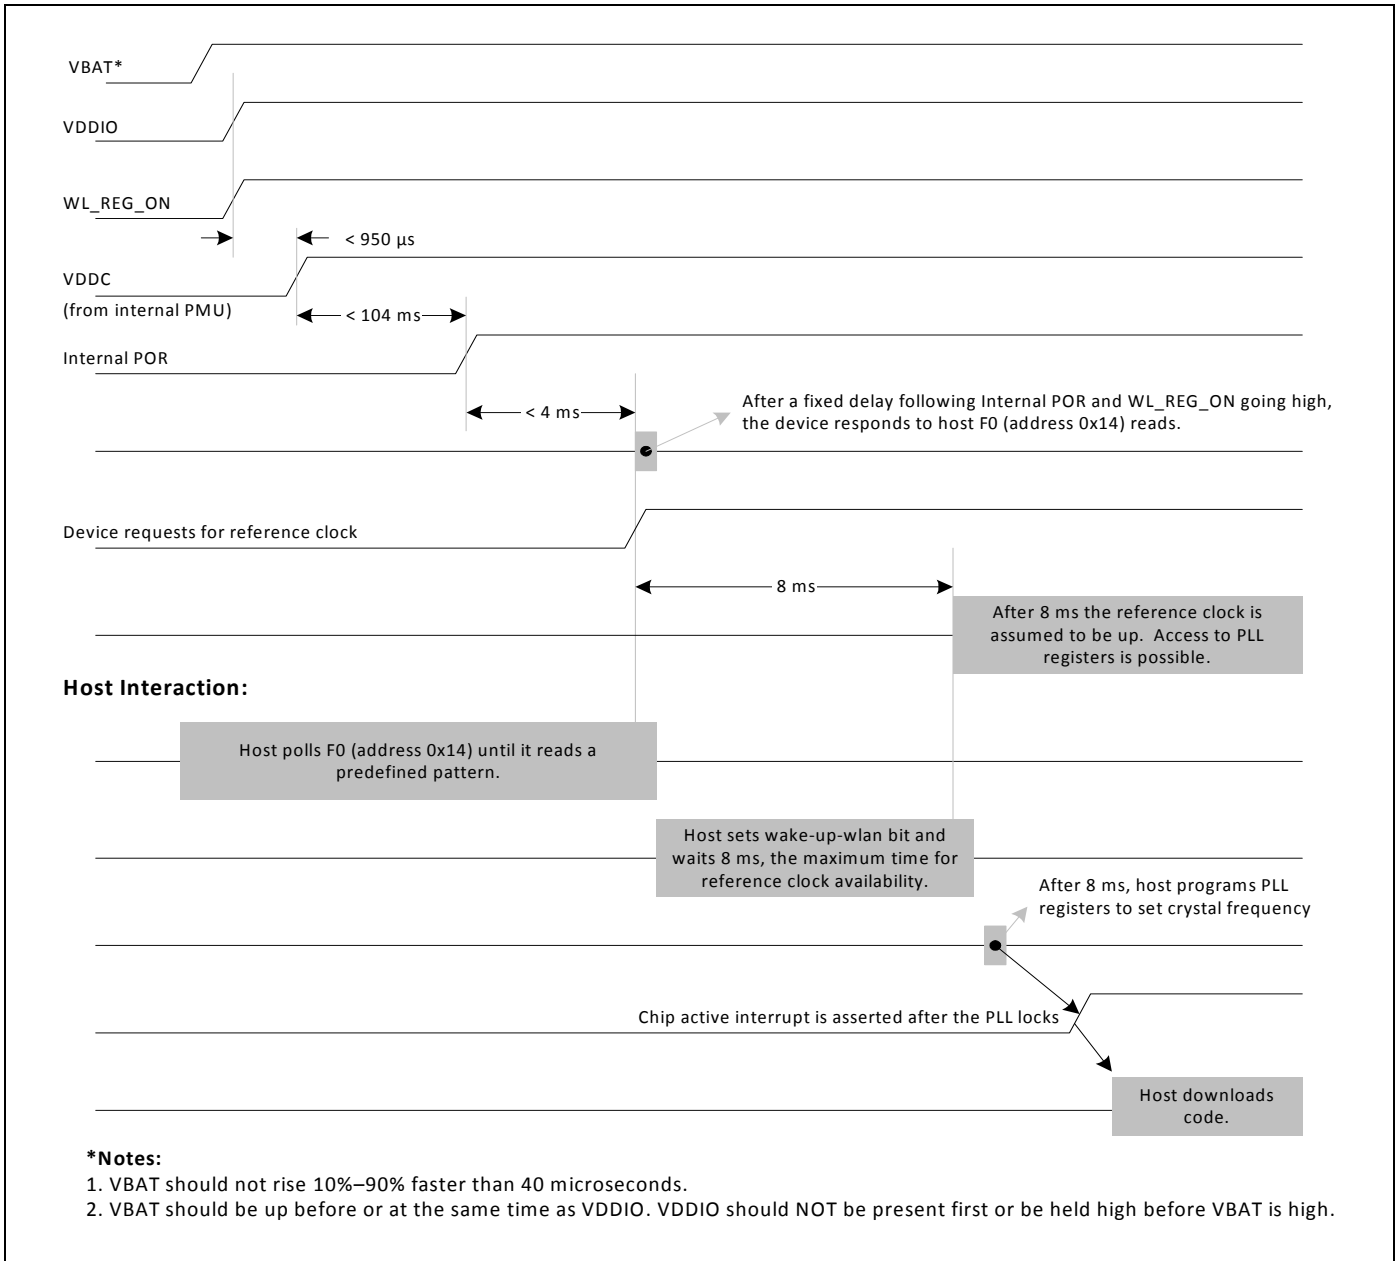 VBAT*
VDDIO
WL_REG_ON
< 950 µs
VDDC
(from internal PMU)
< 104 ms
Internal POR
< 4 ms
After a fixed delay following Internal POR and WL_REG_ON going high,
the device responds to host F0 (address 0x14) reads.
Device requests for reference clock
8 ms
After 8 ms the reference clock is
assumed to be up. Access to PLL
registers is possible.
Host Interaction:
Host polls F0 (address 0x14) until it reads a
predefined pattern.
Host sets wake-up-wlan bit and
waits 8 ms, the maximum time for
reference clock availability.
After 8 ms, host programs PLL
registers to set crystal frequency
Chip active interrupt is asserted after the PLL locks
Host downloads
code.
*Notes:
1. VBAT should not rise 10%–90% faster than 40 microseconds.
2. VBAT should be up before or at the same time as VDDIO. VDDIO should NOT be present first or be held high before VBAT is high.